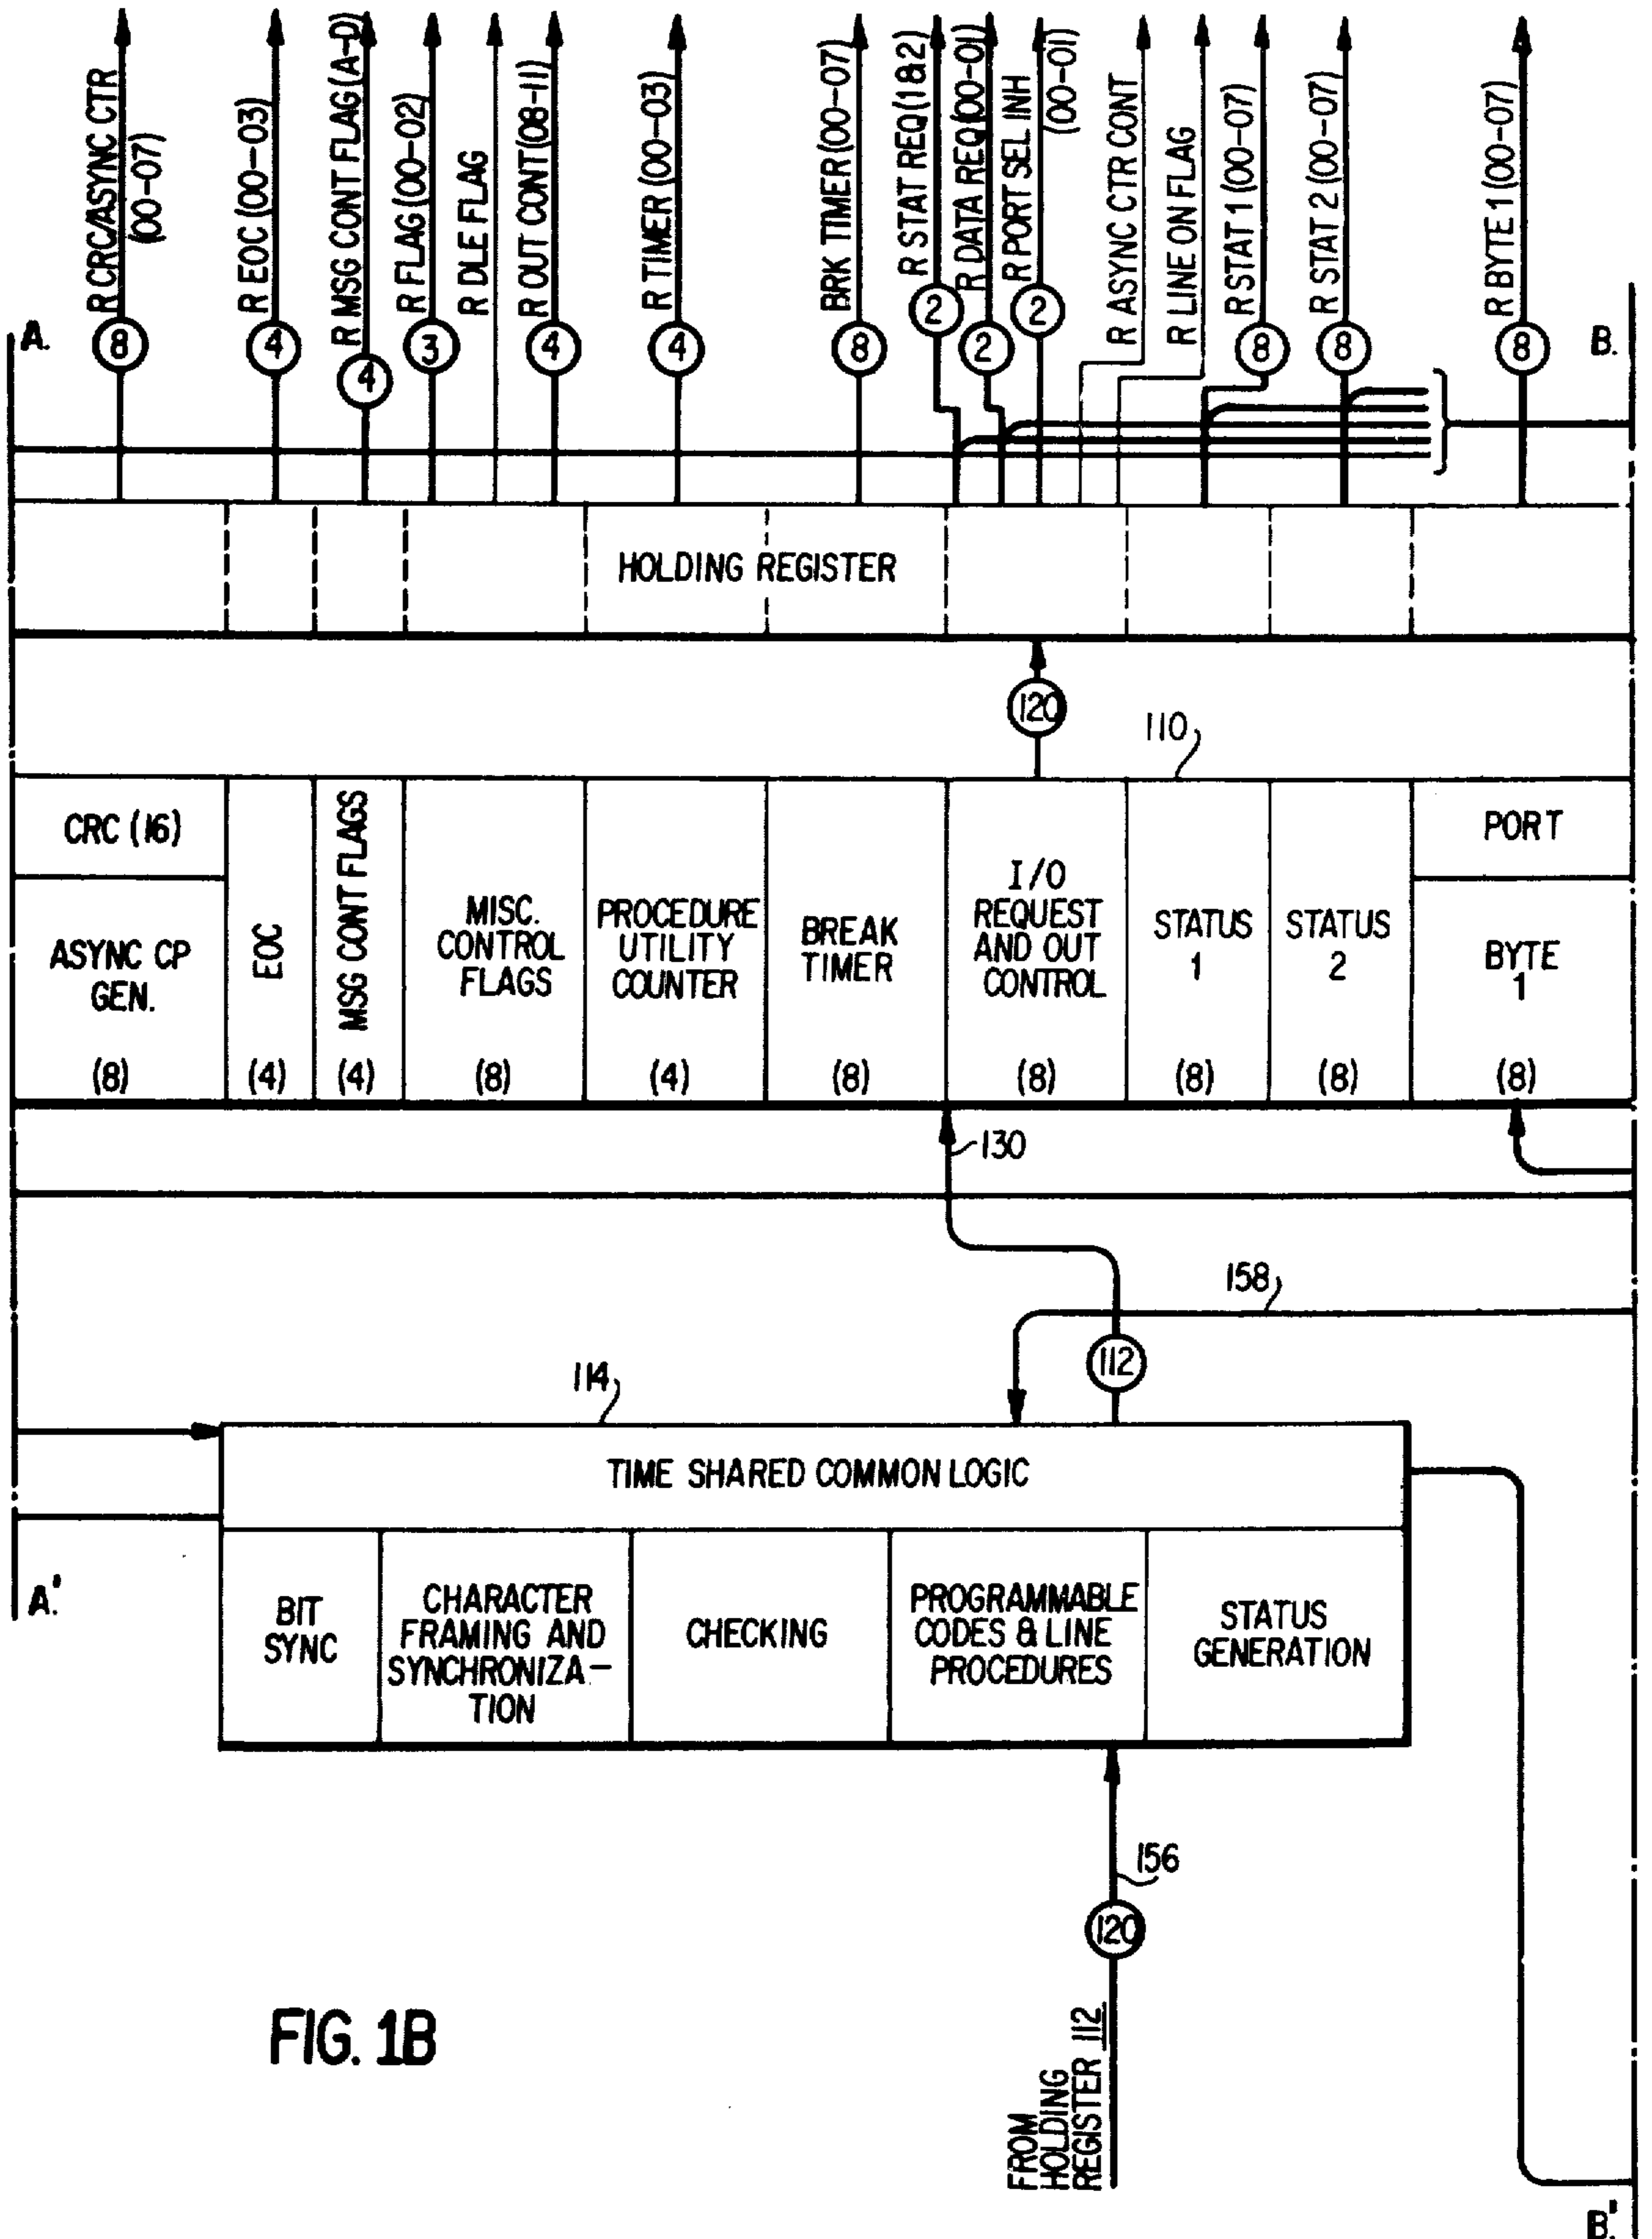 R CRC/ASYNC CTR
(00-07)
R EOC (00-03)
R MSG CONT FLAG (A-D)
R FLAG (00-02)
R DLE FLAG
R OUT CONT (08-11)
R TIMER (00-03)
BRK TIMER (00-07)
R STAT REQ (1&2)
R DATA REQ (00-01)
R PORT SEL INH
(00-01)
R ASYNC CTR CONT
R LINE ON FLAG
R STAT 1 (00-07)
R STAT 2 (00-07)
R BYTE 1 (00-07)
A.
8
4
4
3
4
4
8
2
2
2
8
8
8
B.
HOLDING REGISTER
120
110
CRC (16)
ASYNC CP
GEN.
(8)
EOC
(4)
MSG CONT FLAGS
(4)
MISC.
CONTROL
FLAGS
(8)
PROCEDURE
UTILITY
COUNTER
(4)
BREAK
TIMER
(8)
I/O
REQUEST
AND OUT
CONTROL
(8)
STATUS
1
(8)
STATUS
2
(8)
PORT
BYTE
1
(8)
130
158
112
114
TIME SHARED COMMON LOGIC
A.'
BIT
SYNC
CHARACTER
FRAMING AND
SYNCHRONIZA-
TION
CHECKING
PROGRAMMABLE
CODES & LINE
PROCEDURES
STATUS
GENERATION
156
120
FROM
HOLDING
REGISTER 112
FIG. 1B
B.'